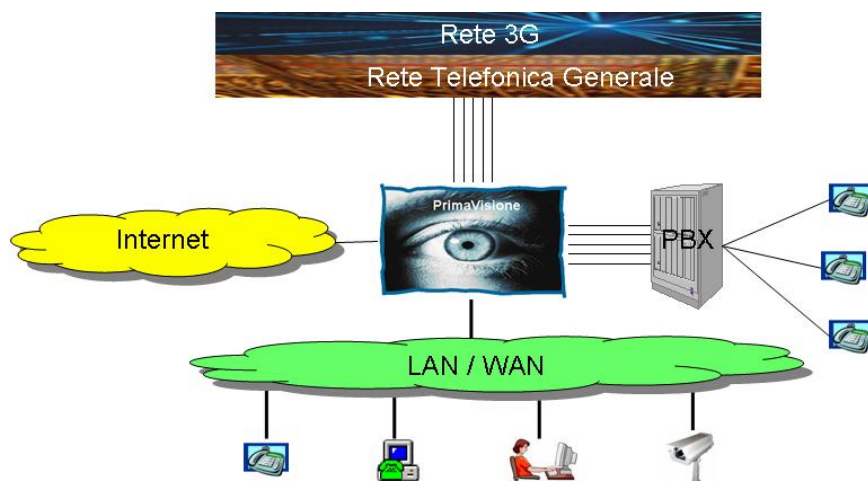 Rete 3G
Rete Telefonica Generale
PrimaVisione
Internet
PBX
LAN / WAN